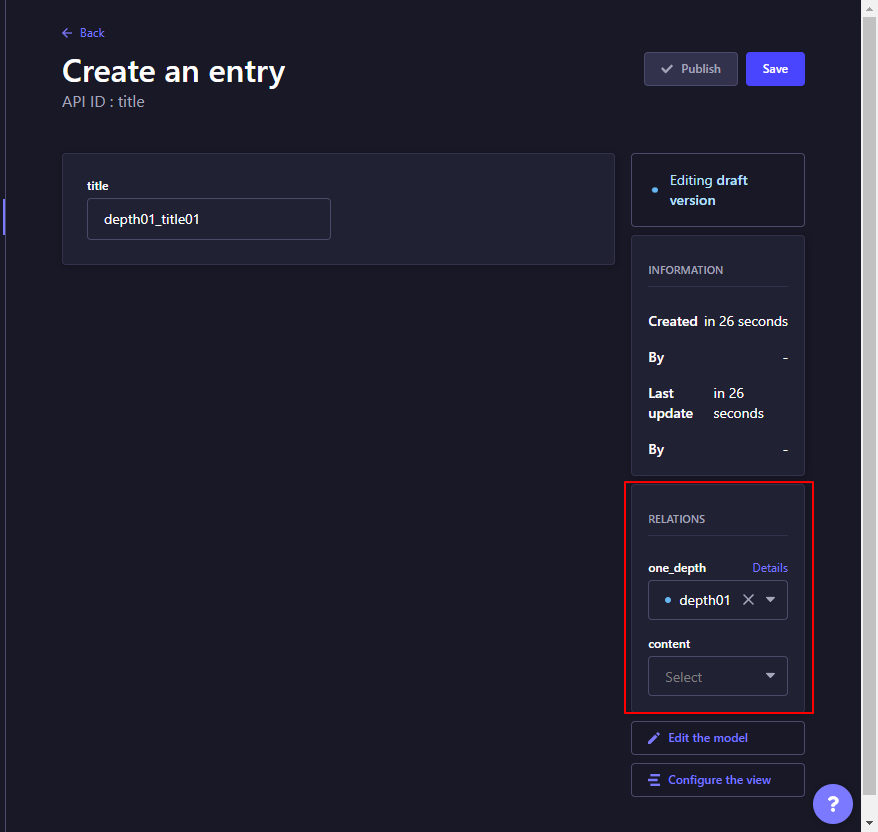 Back
Create an entry
API ID : title
Publish
Save
title
depth01_title01
Editing draft
version
INFORMATION
Created in 26 seconds
By -
Last update in 26 seconds
By -
RELATIONS
one_depth Details
depth01
content
Select
Edit the model
Configure the view
?